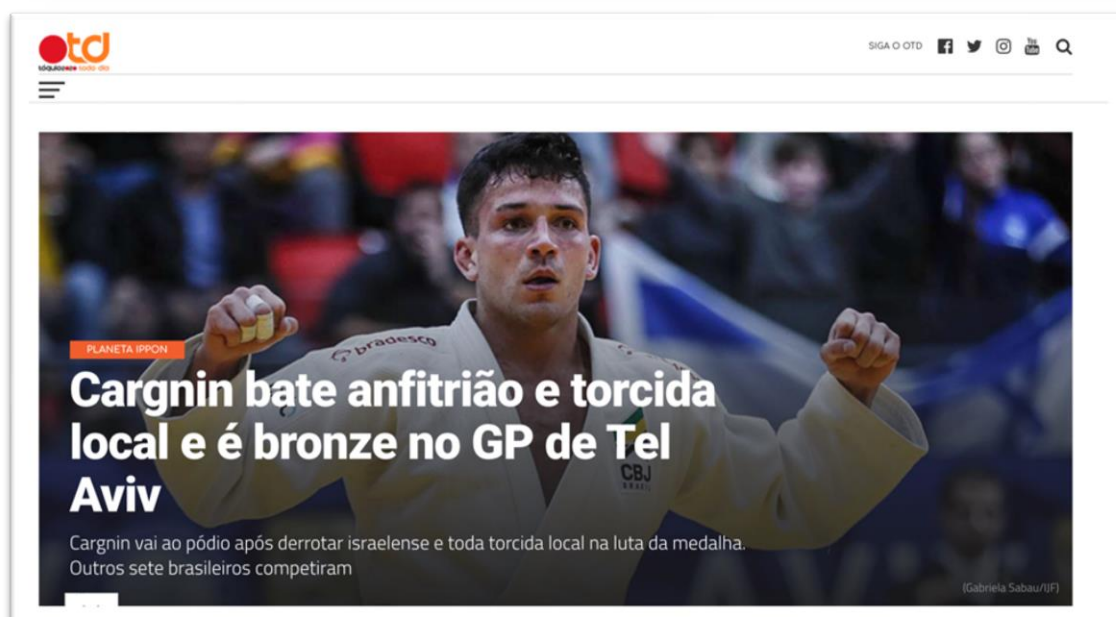 otd
SIGA O OTD
PLANETA IPPON
bradesco
Cargnin bate anfitrião e torcida
local e é bronze no GP de Tel
Aviv
CBJ
BRASIL
Cargnin vai ao pódio após derrotar israelense e toda torcida local na luta da medalha.
Outros sete brasileiros competiram
(Gabriela Sabau/IJF)